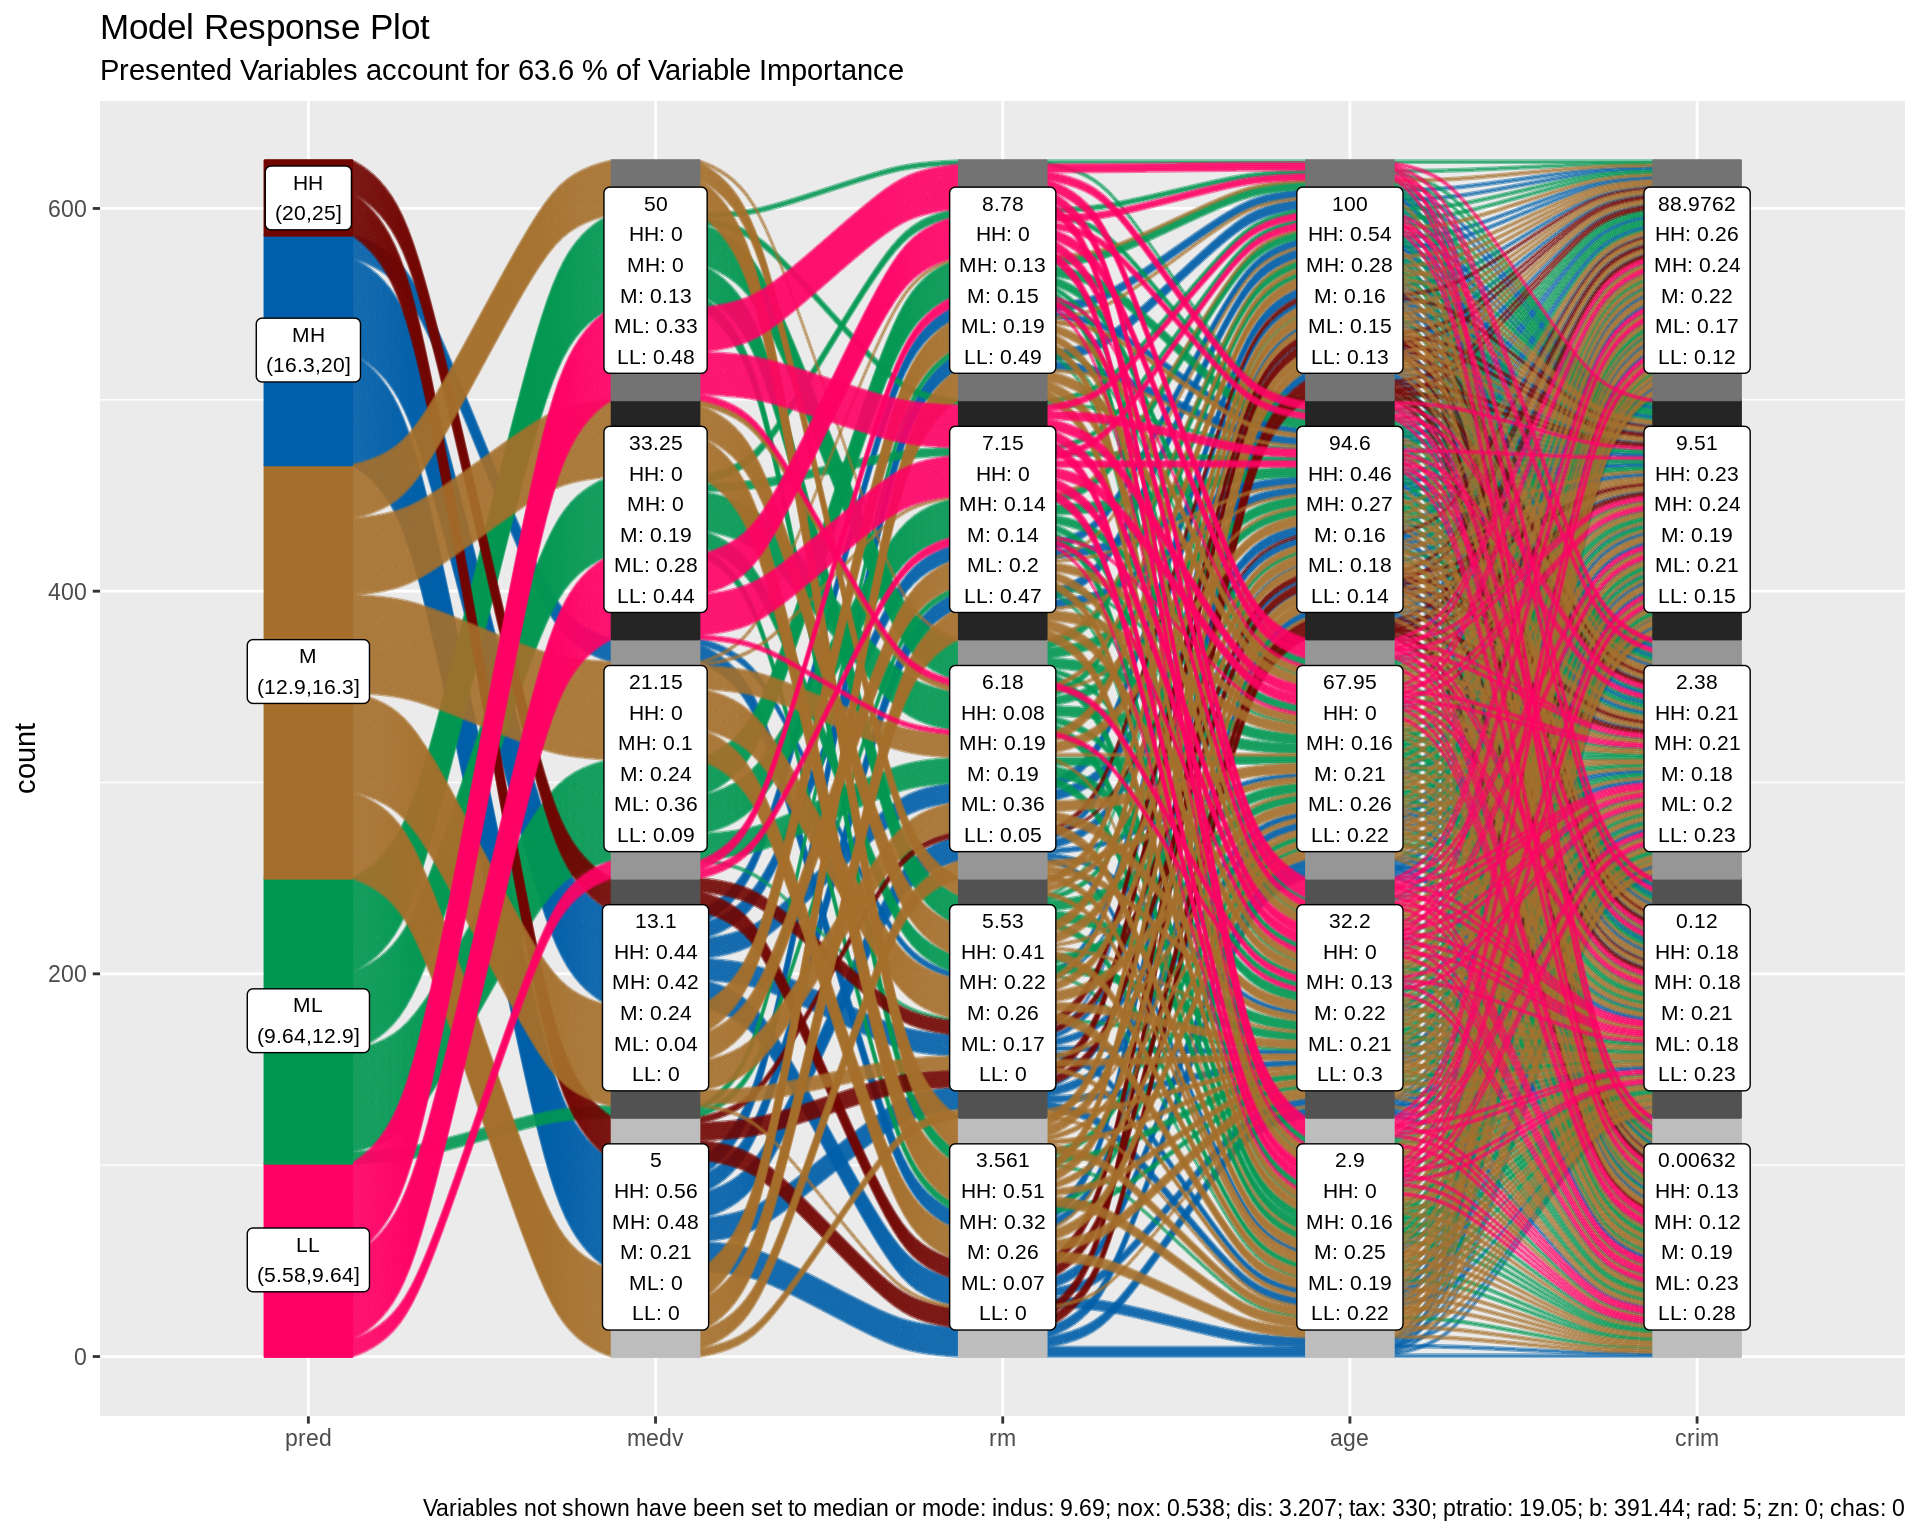 Model Response Plot
Presented Variables account for 63.6 % of Variable Importance
count
600
400
200
0
HH
(20,25]
MH
(16.3,20]
M
(12.9,16.3]
ML
(9.64,12.9]
LL
(5.58,9.64]
50
HH: 0
MH: 0
M: 0.13
ML: 0.33
LL: 0.48
33.25
HH: 0
MH: 0
M: 0.19
ML: 0.28
LL: 0.44
21.15
HH: 0
MH: 0.1
M: 0.24
ML: 0.36
LL: 0.09
13.1
HH: 0.44
MH: 0.42
M: 0.24
ML: 0.04
LL: 0
5
HH: 0.56
MH: 0.48
M: 0.21
ML: 0
LL: 0
8.78
HH: 0
MH: 0.13
M: 0.15
ML: 0.19
LL: 0.49
7.15
HH: 0
MH: 0.14
M: 0.14
ML: 0.2
LL: 0.47
6.18
HH: 0.08
MH: 0.19
M: 0.19
ML: 0.36
LL: 0.05
5.53
HH: 0.41
MH: 0.22
M: 0.26
ML: 0.17
LL: 0
3.561
HH: 0.51
MH: 0.32
M: 0.26
ML: 0.07
LL: 0
100
HH: 0.54
MH: 0.28
M: 0.16
ML: 0.15
LL: 0.13
94.6
HH: 0.46
MH: 0.27
M: 0.16
ML: 0.18
LL: 0.14
67.95
HH: 0
MH: 0.16
M: 0.21
ML: 0.26
LL: 0.22
32.2
HH: 0
MH: 0.13
M: 0.22
ML: 0.21
LL: 0.3
2.9
HH: 0
MH: 0.16
M: 0.25
ML: 0.19
LL: 0.22
88.9762
HH: 0.26
MH: 0.24
M: 0.22
ML: 0.17
LL: 0.12
9.51
HH: 0.23
MH: 0.24
M: 0.19
ML: 0.21
LL: 0.15
2.38
HH: 0.21
MH: 0.21
M: 0.18
ML: 0.2
LL: 0.23
0.12
HH: 0.18
MH: 0.18
M: 0.21
ML: 0.18
LL: 0.23
0.00632
HH: 0.13
MH: 0.12
M: 0.19
ML: 0.23
LL: 0.28
pred
medv
rm
age
crim
Variables not shown have been set to median or mode: indus: 9.69; nox: 0.538; dis: 3.207; tax: 330; ptratio: 19.05; b: 391.44; rad: 5; zn: 0; chas: 0